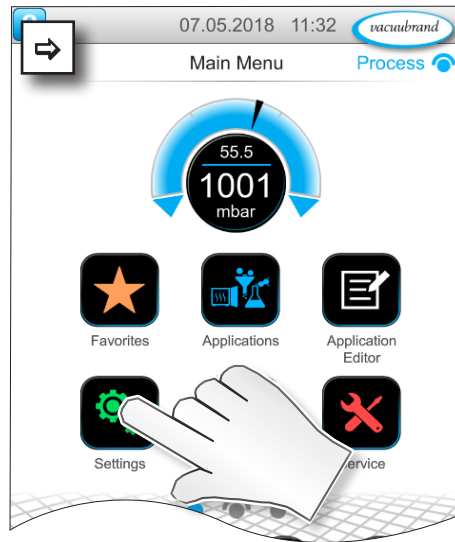 07.05.2018 11:32 vacuubrand
Main Menu Process
55.5
1001
mbar
Favorites Applications Application
Editor
Settings ervice